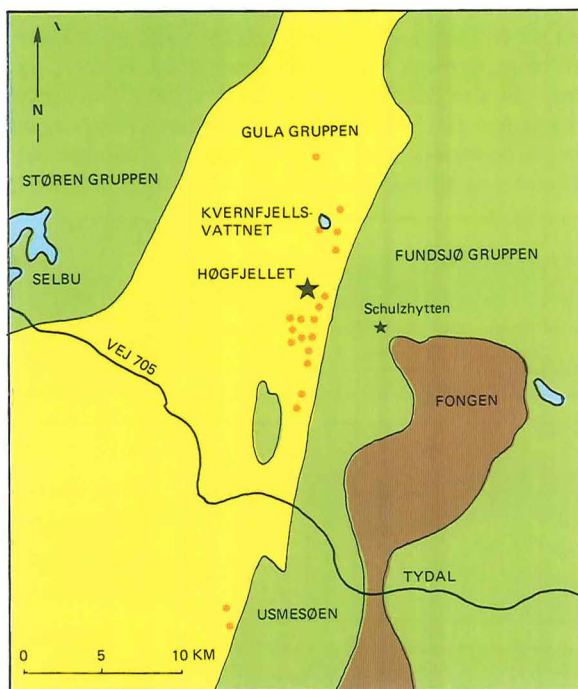 N
GULA GRUPPEN
STØREN GRUPPEN
KVERNFJELLS-
VATTNET
FUNDSJØ GRUPPEN
SELBU
HØGFJELLET
Schulzhytten
VEJ 705
FONGEN
TYDAL
USMESØEN
0 5 10 KM